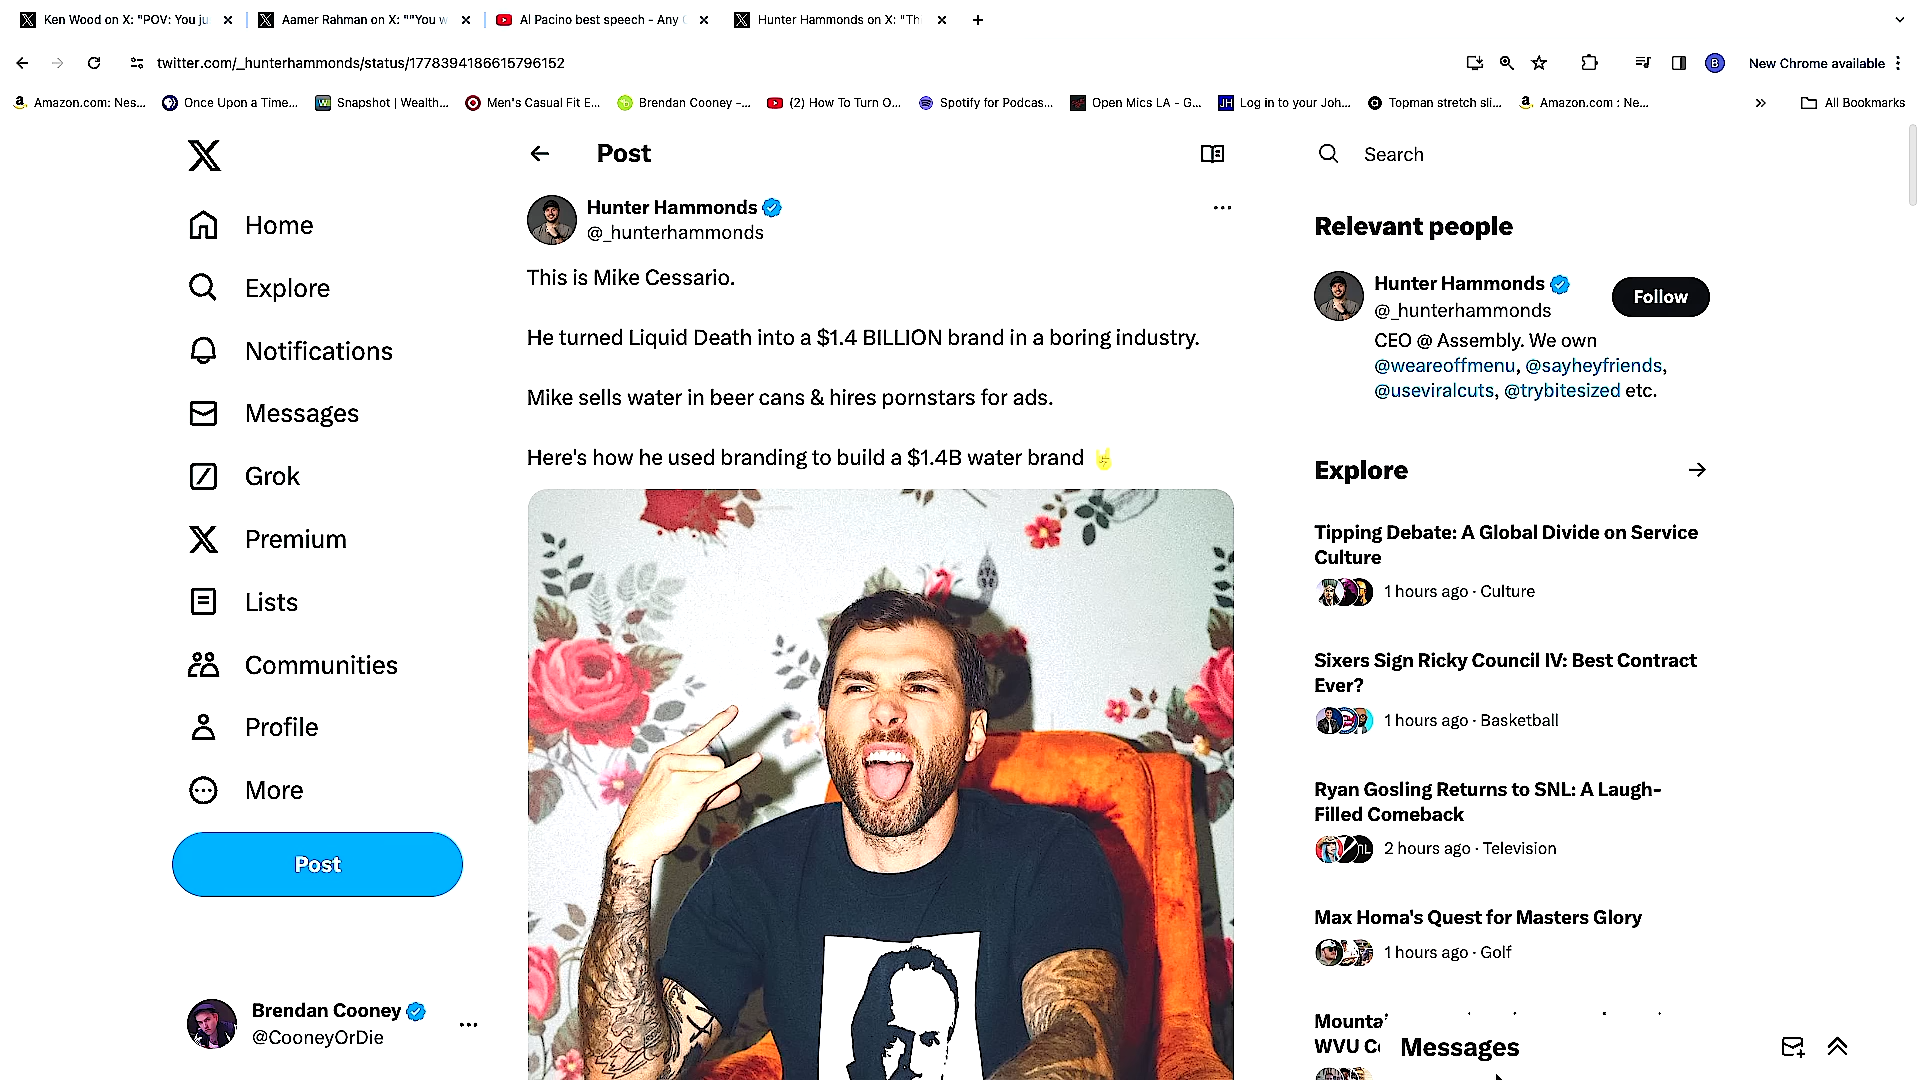 Ken Wood on X: "POV: You ju
Aamer Rahman on X: ""You w
Al Pacino best speech - Any
Hunter Hammonds on X: "Th
twitter.com/_hunterhammonds/status/1778394186615796152
New Chrome available
Amazon.com: Nes...
Once Upon a Time...
Snapshot | Wealth...
Men's Casual Fit E...
Brendan Cooney –...
(2) How To Turn O...
Spotify for Podcas...
Open Mics LA - G...
Log in to your Joh...
Topman stretch sli...
Amazon.com : Ne...
All Bookmarks
Home
Explore
Notifications
Messages
Grok
Premium
Lists
Communities
Profile
More
Post
Brendan Cooney
@CooneyOrDie
Post
Hunter Hammonds
@_hunterhammonds
This is Mike Cessario.
He turned Liquid Death into a $1.4 BILLION brand in a boring industry.
Mike sells water in beer cans & hires pornstars for ads.
Here's how he used branding to build a $1.4B water brand 🤘
Search
Relevant people
Hunter Hammonds
@_hunterhammonds
Follow
CEO @ Assembly. We own
@weareoffmenu, @sayheyfriends,
@useviralcuts, @trybitesized etc.
Explore
Tipping Debate: A Global Divide on Service
Culture
1 hours ago · Culture
Sixers Sign Ricky Council IV: Best Contract
Ever?
1 hours ago · Basketball
Ryan Gosling Returns to SNL: A Laugh-
Filled Comeback
2 hours ago · Television
Max Homa's Quest for Masters Glory
1 hours ago · Golf
WVU
Messages